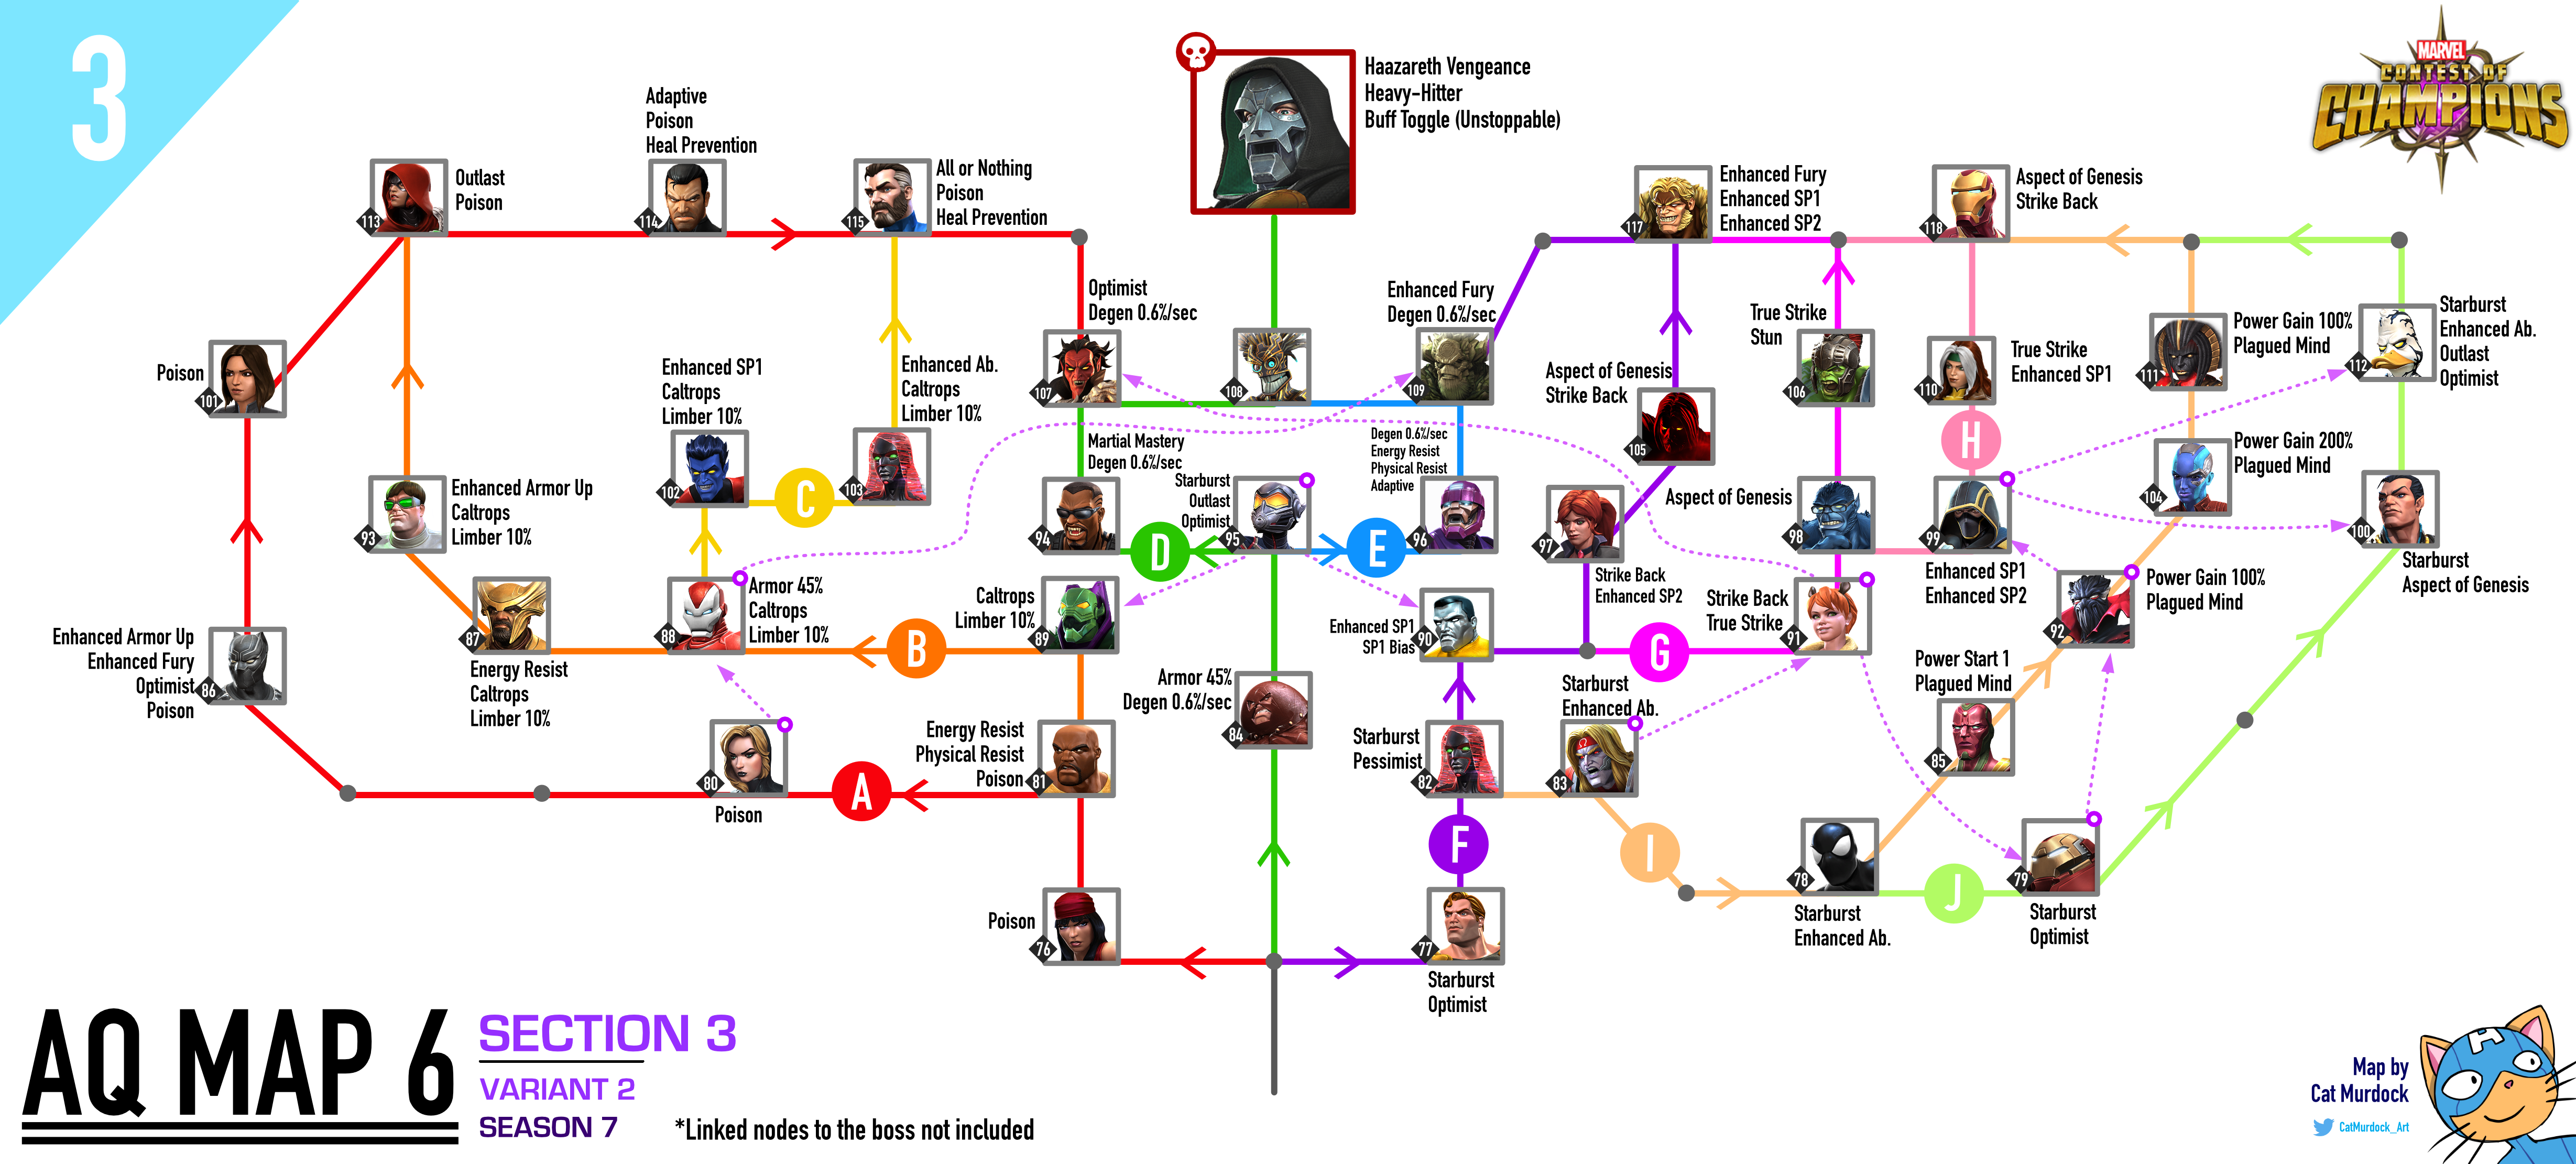 3
MARVEL
CONTEST OF
CHAMPIONS
Haazareth Vengeance
Heavy-Hitter
Buff Toggle (Unstoppable)
Adaptive
Poison
Heal Prevention
Outlast
Poison
113
114
All or Nothing
Poison
Heal Prevention
115
Enhanced Fury
Enhanced SP1
Enhanced SP2
117
Aspect of Genesis
Strike Back
118
Optimist
Degen 0.6%/sec
107
108
Enhanced Fury
Degen 0.6%/sec
109
True Strike
Stun
106
True Strike
Enhanced SP1
110
Power Gain 100%
Plagued Mind
111
Starburst
Enhanced Ab.
Outlast
Optimist
112
Poison
101
Enhanced SP1
Caltrops
Limber 10%
102
C
Enhanced Ab.
Caltrops
Limber 10%
103
Aspect of Genesis
Strike Back
105
H
Power Gain 200%
Plagued Mind
104
Enhanced Armor Up
Caltrops
Limber 10%
93
Martial Mastery
Degen 0.6%/sec
94
D
Starburst
Outlast
Optimist
95
E
Degen 0.6%/sec
Energy Resist
Physical Resist
Adaptive
96
97
Strike Back
Enhanced SP2
Aspect of Genesis
98
99
Enhanced SP1
Enhanced SP2
100
Starburst
Aspect of Genesis
Enhanced Armor Up
Enhanced Fury
Optimist
Poison
86
87
Energy Resist
Caltrops
Limber 10%
88
Armor 45%
Caltrops
Limber 10%
B
Caltrops
Limber 10%
89
Enhanced SP1
SP1 Bias
90
G
Strike Back
True Strike
91
92
Power Gain 100%
Plagued Mind
80
Poison
A
Energy Resist
Physical Resist
Poison
81
Armor 45%
Degen 0.6%/sec
84
Starburst
Pessimist
82
Starburst
Enhanced Ab.
83
Power Start 1
Plagued Mind
85
F
I
78
Starburst
Enhanced Ab.
J
79
Starburst
Optimist
Poison
76
77
Starburst
Optimist
AQ MAP 6
SECTION 3
VARIANT 2
SEASON 7
*Linked nodes to the boss not included
Map by
Cat Murdock
CatMurdock_Art
A